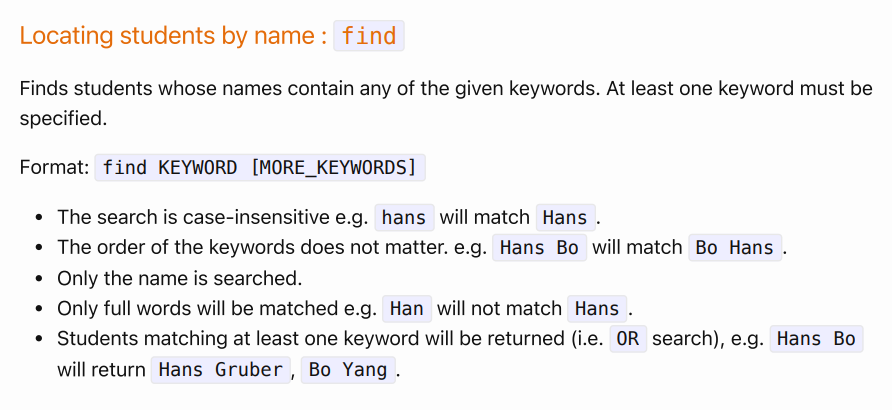 Locating students by name : find
Finds students whose names contain any of the given keywords. At least one keyword must be
specified.
Format: find KEYWORD [MORE_KEYWORDS]
• The search is case-insensitive e.g. hans will match Hans .
• The order of the keywords does not matter. e.g. Hans Bo will match Bo Hans .
• Only the name is searched.
• Only full words will be matched e.g. Han will not match Hans .
• Students matching at least one keyword will be returned (i.e. OR search), e.g. Hans Bo
will return Hans Gruber , Bo Yang .